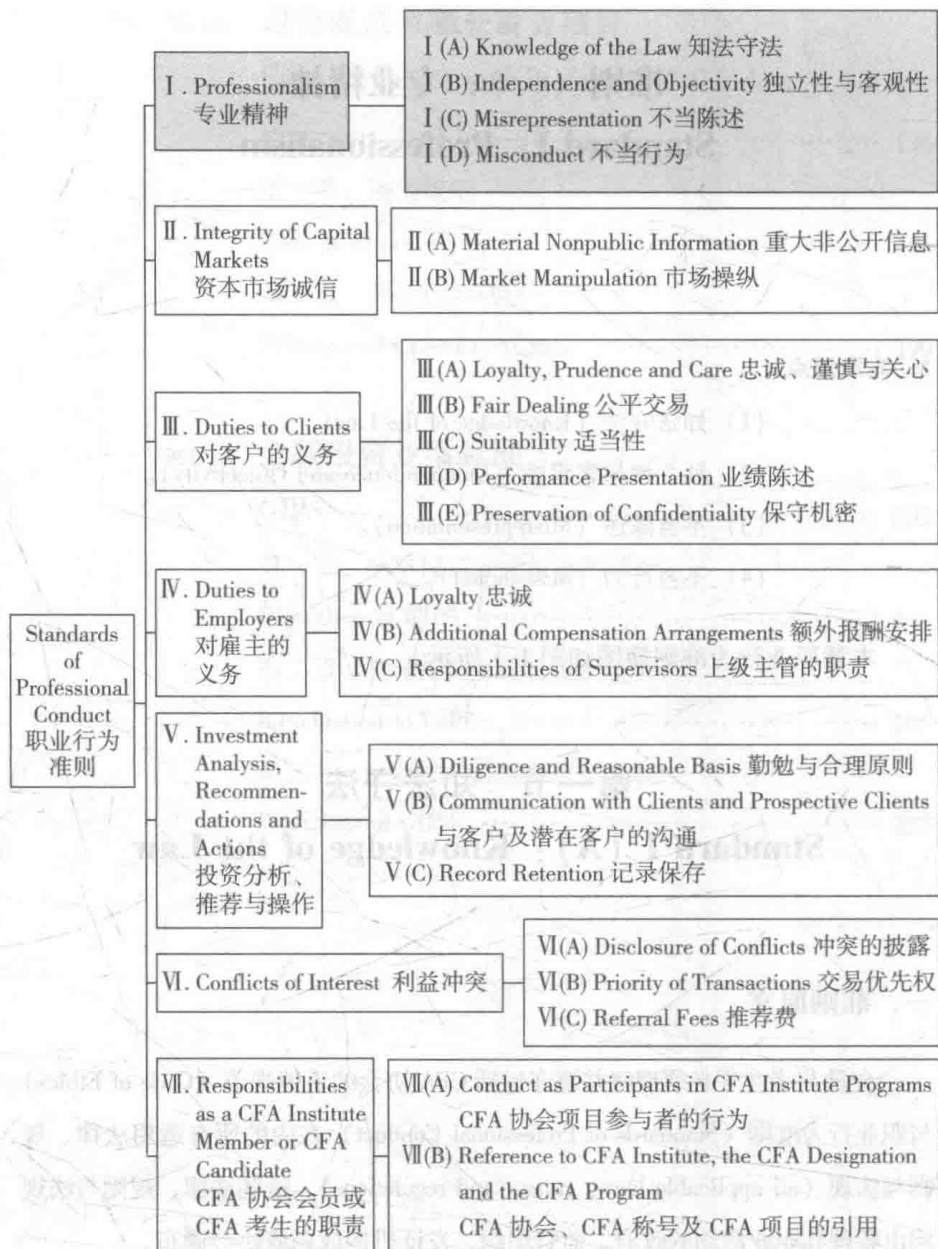 Standards
of
Professional
Conduct
职业行为
准则
Ⅰ. Professionalism
专业精神
Ⅰ(A) Knowledge of the Law 知法守法
Ⅰ(B) Independence and Objectivity 独立性与客观性
Ⅰ(C) Misrepresentation 不当陈述
Ⅰ(D) Misconduct 不当行为
Ⅱ. Integrity of Capital
Markets
资本市场诚信
Ⅱ(A) Material Nonpublic Information 重大非公开信息
Ⅱ(B) Market Manipulation 市场操纵
Ⅲ. Duties to Clients
对客户的义务
Ⅲ(A) Loyalty, Prudence and Care 忠诚、谨慎与关心
Ⅲ(B) Fair Dealing 公平交易
Ⅲ(C) Suitability 适当性
Ⅲ(D) Performance Presentation 业绩陈述
Ⅲ(E) Preservation of Confidentiality 保守机密
Ⅳ. Duties to
Employers
对雇主的
义务
Ⅳ(A) Loyalty 忠诚
Ⅳ(B) Additional Compensation Arrangements 额外报酬安排
Ⅳ(C) Responsibilities of Supervisors 上级主管的职责
Ⅴ. Investment
Analysis,
Recommen-
dations and
Actions
投资分析、
推荐与操作
Ⅴ(A) Diligence and Reasonable Basis 勤勉与合理原则
Ⅴ(B) Communication with Clients and Prospective Clients
与客户及潜在客户的沟通
Ⅴ(C) Record Retention 记录保存
Ⅵ. Conflicts of Interest 利益冲突
Ⅵ(A) Disclosure of Conflicts 冲突的披露
Ⅵ(B) Priority of Transactions 交易优先权
Ⅵ(C) Referral Fees 推荐费
Ⅶ. Responsibilities
as a CFA Institute
Member or CFA
Candidate
CFA 协会会员或
CFA 考生的职责
Ⅶ(A) Conduct as Participants in CFA Institute Programs
CFA 协会项目参与者的行为
Ⅶ(B) Reference to CFA Institute, the CFA Designation
and the CFA Program
CFA 协会、CFA 称号及 CFA 项目的引用